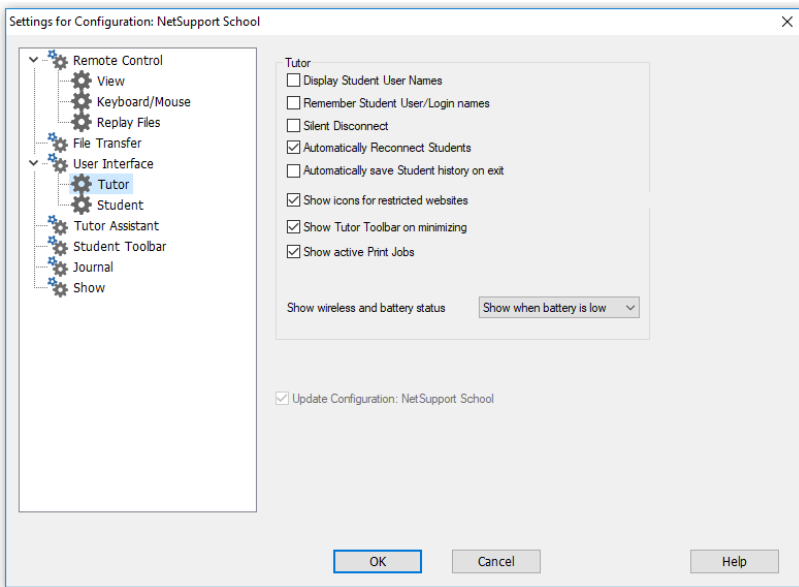 Settings for Configuration: NetSupport School
Remote Control
View
Keyboard/Mouse
Replay Files
File Transfer
User Interface
Tutor
Student
Tutor Assistant
Student Toolbar
Journal
Show
Tutor
Display Student User Names
Remember Student User/Login names
Silent Disconnect
Automatically Reconnect Students
Automatically save Student history on exit
Show icons for restricted websites
Show Tutor Toolbar on minimizing
Show active Print Jobs
Show wireless and battery status Show when battery is low
Update Configuration: NetSupport School
OK Cancel Help